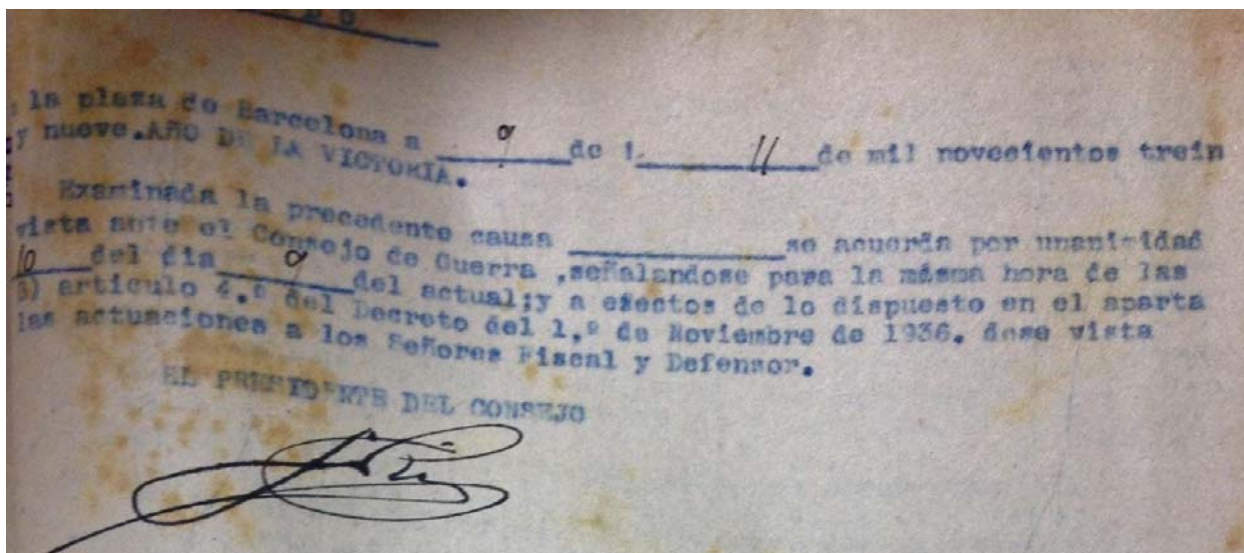 la plaza de Barcelona a 9 de 11 de mil novecientos trein
y nueve.AÑO DE LA VICTORIA.
Examinada la precedente causa ______ se acuerda por unanimidad
vista ante el Consejo de Guerra ,señalandose para la misma hora de las
10 del dia 9 del actual;y a efectos de lo dispuesto en el aparta
3) articulo 4.º del Decreto del 1.º de Noviembre de 1936. dese vista
las actuaciones a los Señores Fiscal y Defensor.
EL PRESIDENTE DEL CONSEJO